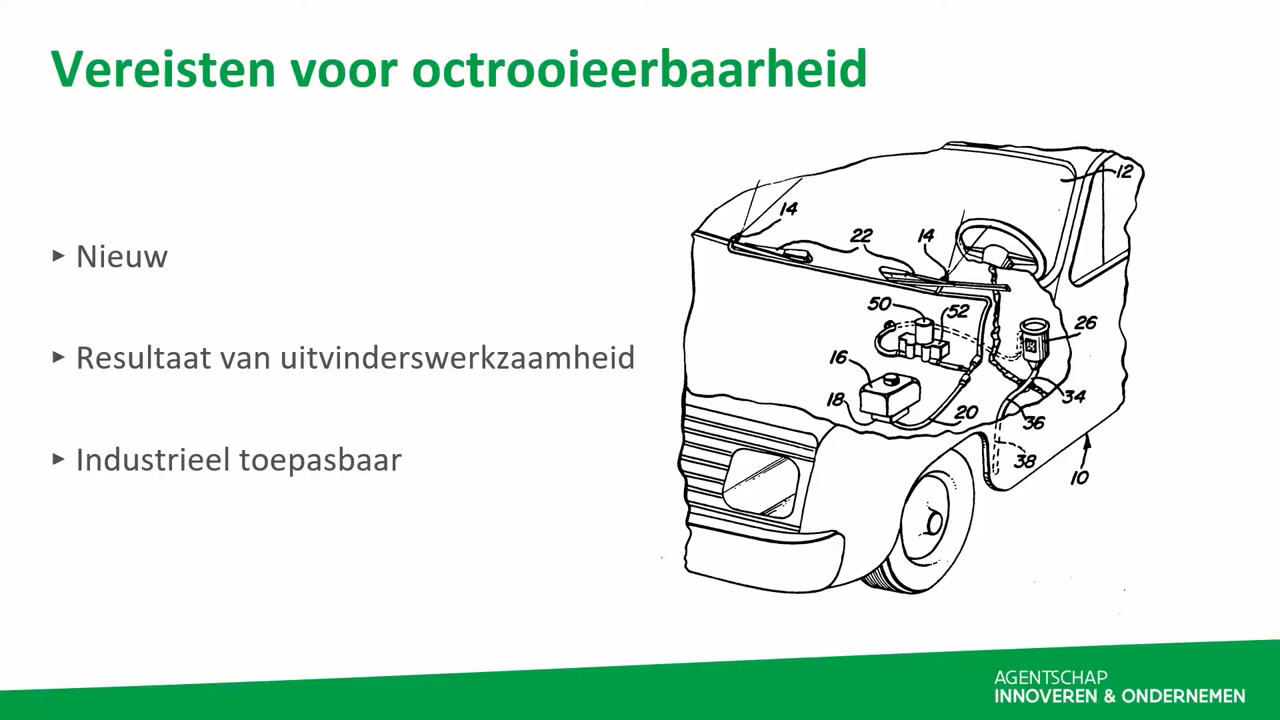 Vereisten voor octrooieerbaarheid
▸ Nieuw
▸ Resultaat van uitvinderswerkzaamheid
▸ Industrieel toepasbaar
12
14
22
14
50
52
26
16
18
20
34
36
38
10
AGENTSCHAP
INNOVEREN & ONDERNEMEN